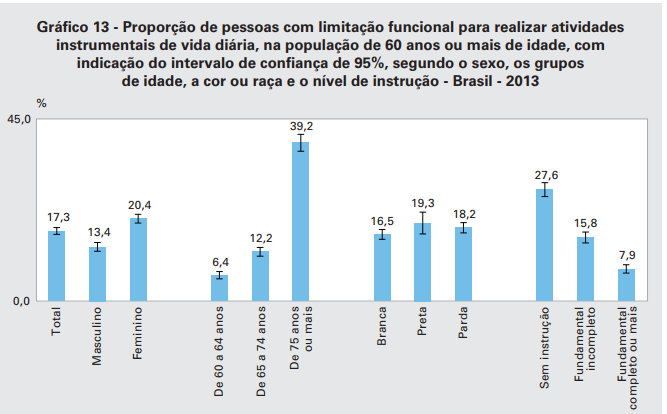 Gráfico 13 - Proporção de pessoas com limitação funcional para realizar atividades
instrumentais de vida diária, na população de 60 anos ou mais de idade, com
indicação do intervalo de confiança de 95%, segundo o sexo, os grupos
de idade, a cor ou raça e o nível de instrução - Brasil - 2013
%
45,0
0,0
17,3
13,4
20,4
6,4
12,2
39,2
16,5
19,3
18,2
27,6
15,8
7,9
Total
Masculino
Feminino
De 60 a 64 anos
De 65 a 74 anos
De 75 anos
ou mais
Branca
Preta
Parda
Sem instrução
Fundamental
incompleto
Fundamental
completo ou mais